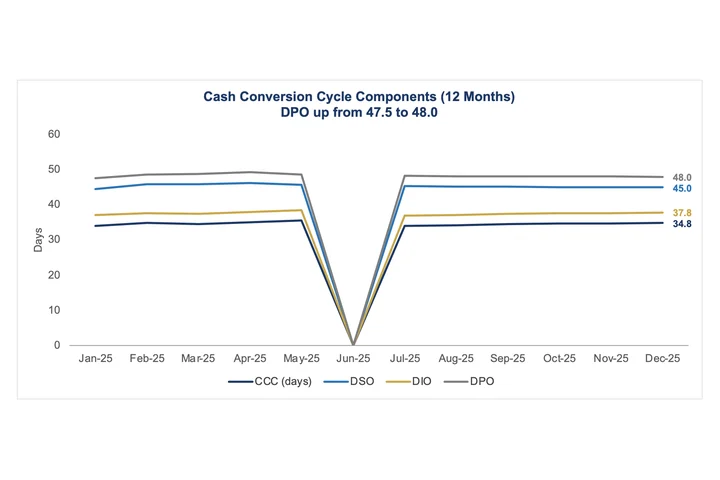 Cash Conversion Cycle Components (12 Months)
DPO up from 47.5 to 48.0
60
50
40
30
20
10
0
Days
48.0
45.0
37.8
34.8
Jan-25 Feb-25 Mar-25 Apr-25 May-25 Jun-25 Jul-25 Aug-25 Sep-25 Oct-25 Nov-25 Dec-25
CCC (days) DSO DIO DPO